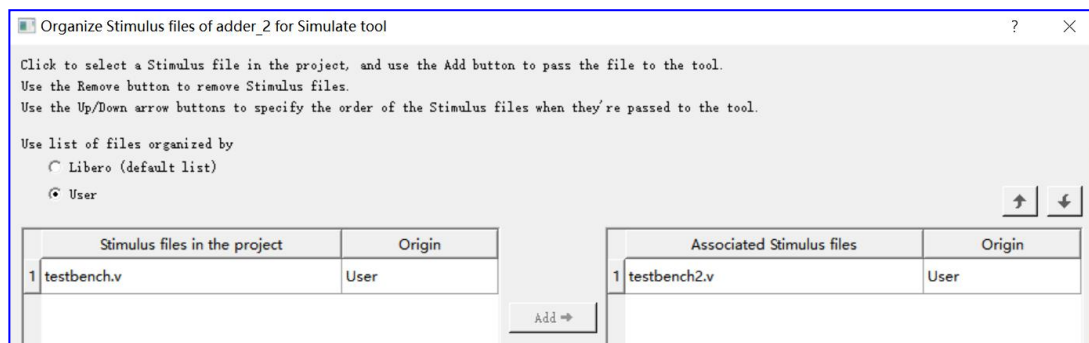 Organize Stimulus files of adder_2 for Simulate tool
Click to select a Stimulus file in the project, and use the Add button to pass the file to the tool.
Use the Remove button to remove Stimulus files.
Use the Up/Down arrow buttons to specify the order of the Stimulus files when they're passed to the tool.
Use list of files organized by
Libero (default list)
User
Stimulus files in the project Origin
1 testbench.v User
Add
Associated Stimulus files Origin
1 testbench2.v User